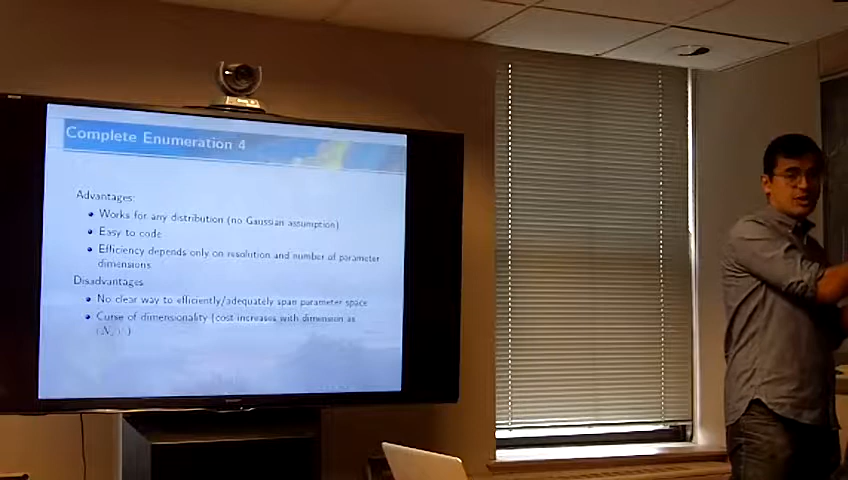 Complete Enumeration 4
Advantages:
Works for any distribution (no Gaussian assumption)
Easy to code
Efficiency depends only on resolution and number of parameter
dimensions
Disadvantages
No clear way to efficiently/adequately span parameter space
Curse of dimensionality (cost increases with dimension as